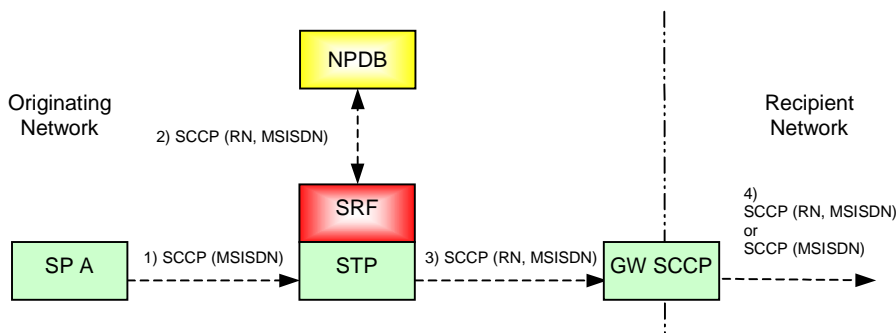 NPDB
Originating
Network
Recipient
Network
2) SCCP (RN, MSISDN)
SRF
4)
SCCP (RN, MSISDN)
or
SCCP (MSISDN)
SP A
1) SCCP (MSISDN)
STP
3) SCCP (RN, MSISDN)
GW SCCP